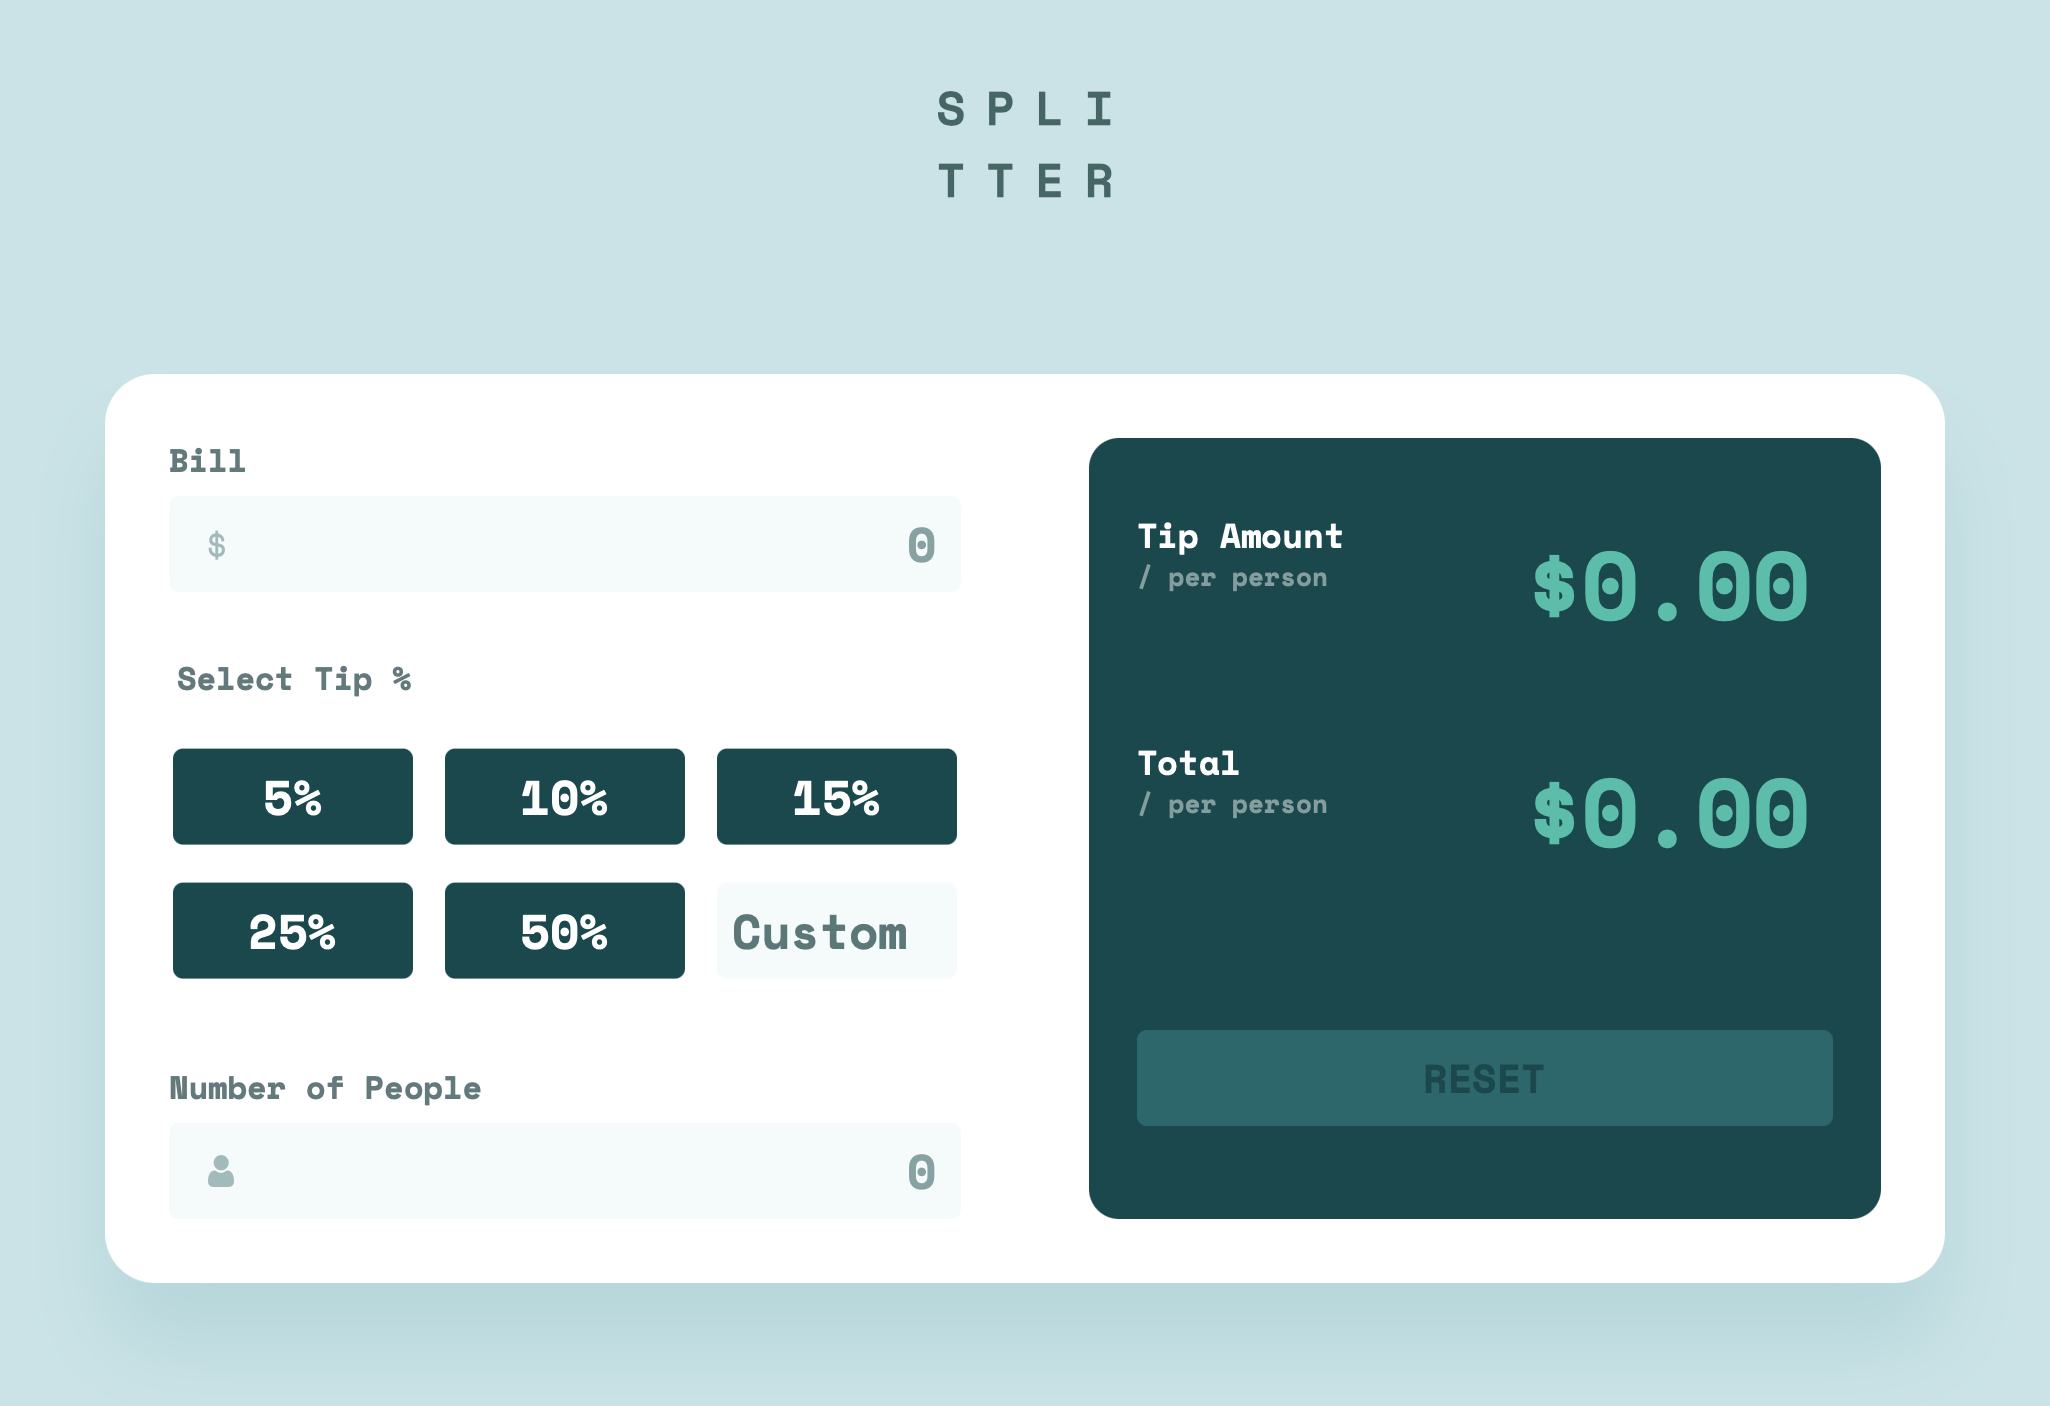 SPLI
TTER
Bill
$ 0
Select Tip %
5% 10% 15%
25% 50% Custom
Number of People
0
Tip Amount
/ per person
$0.00
Total
/ per person
$0.00
RESET